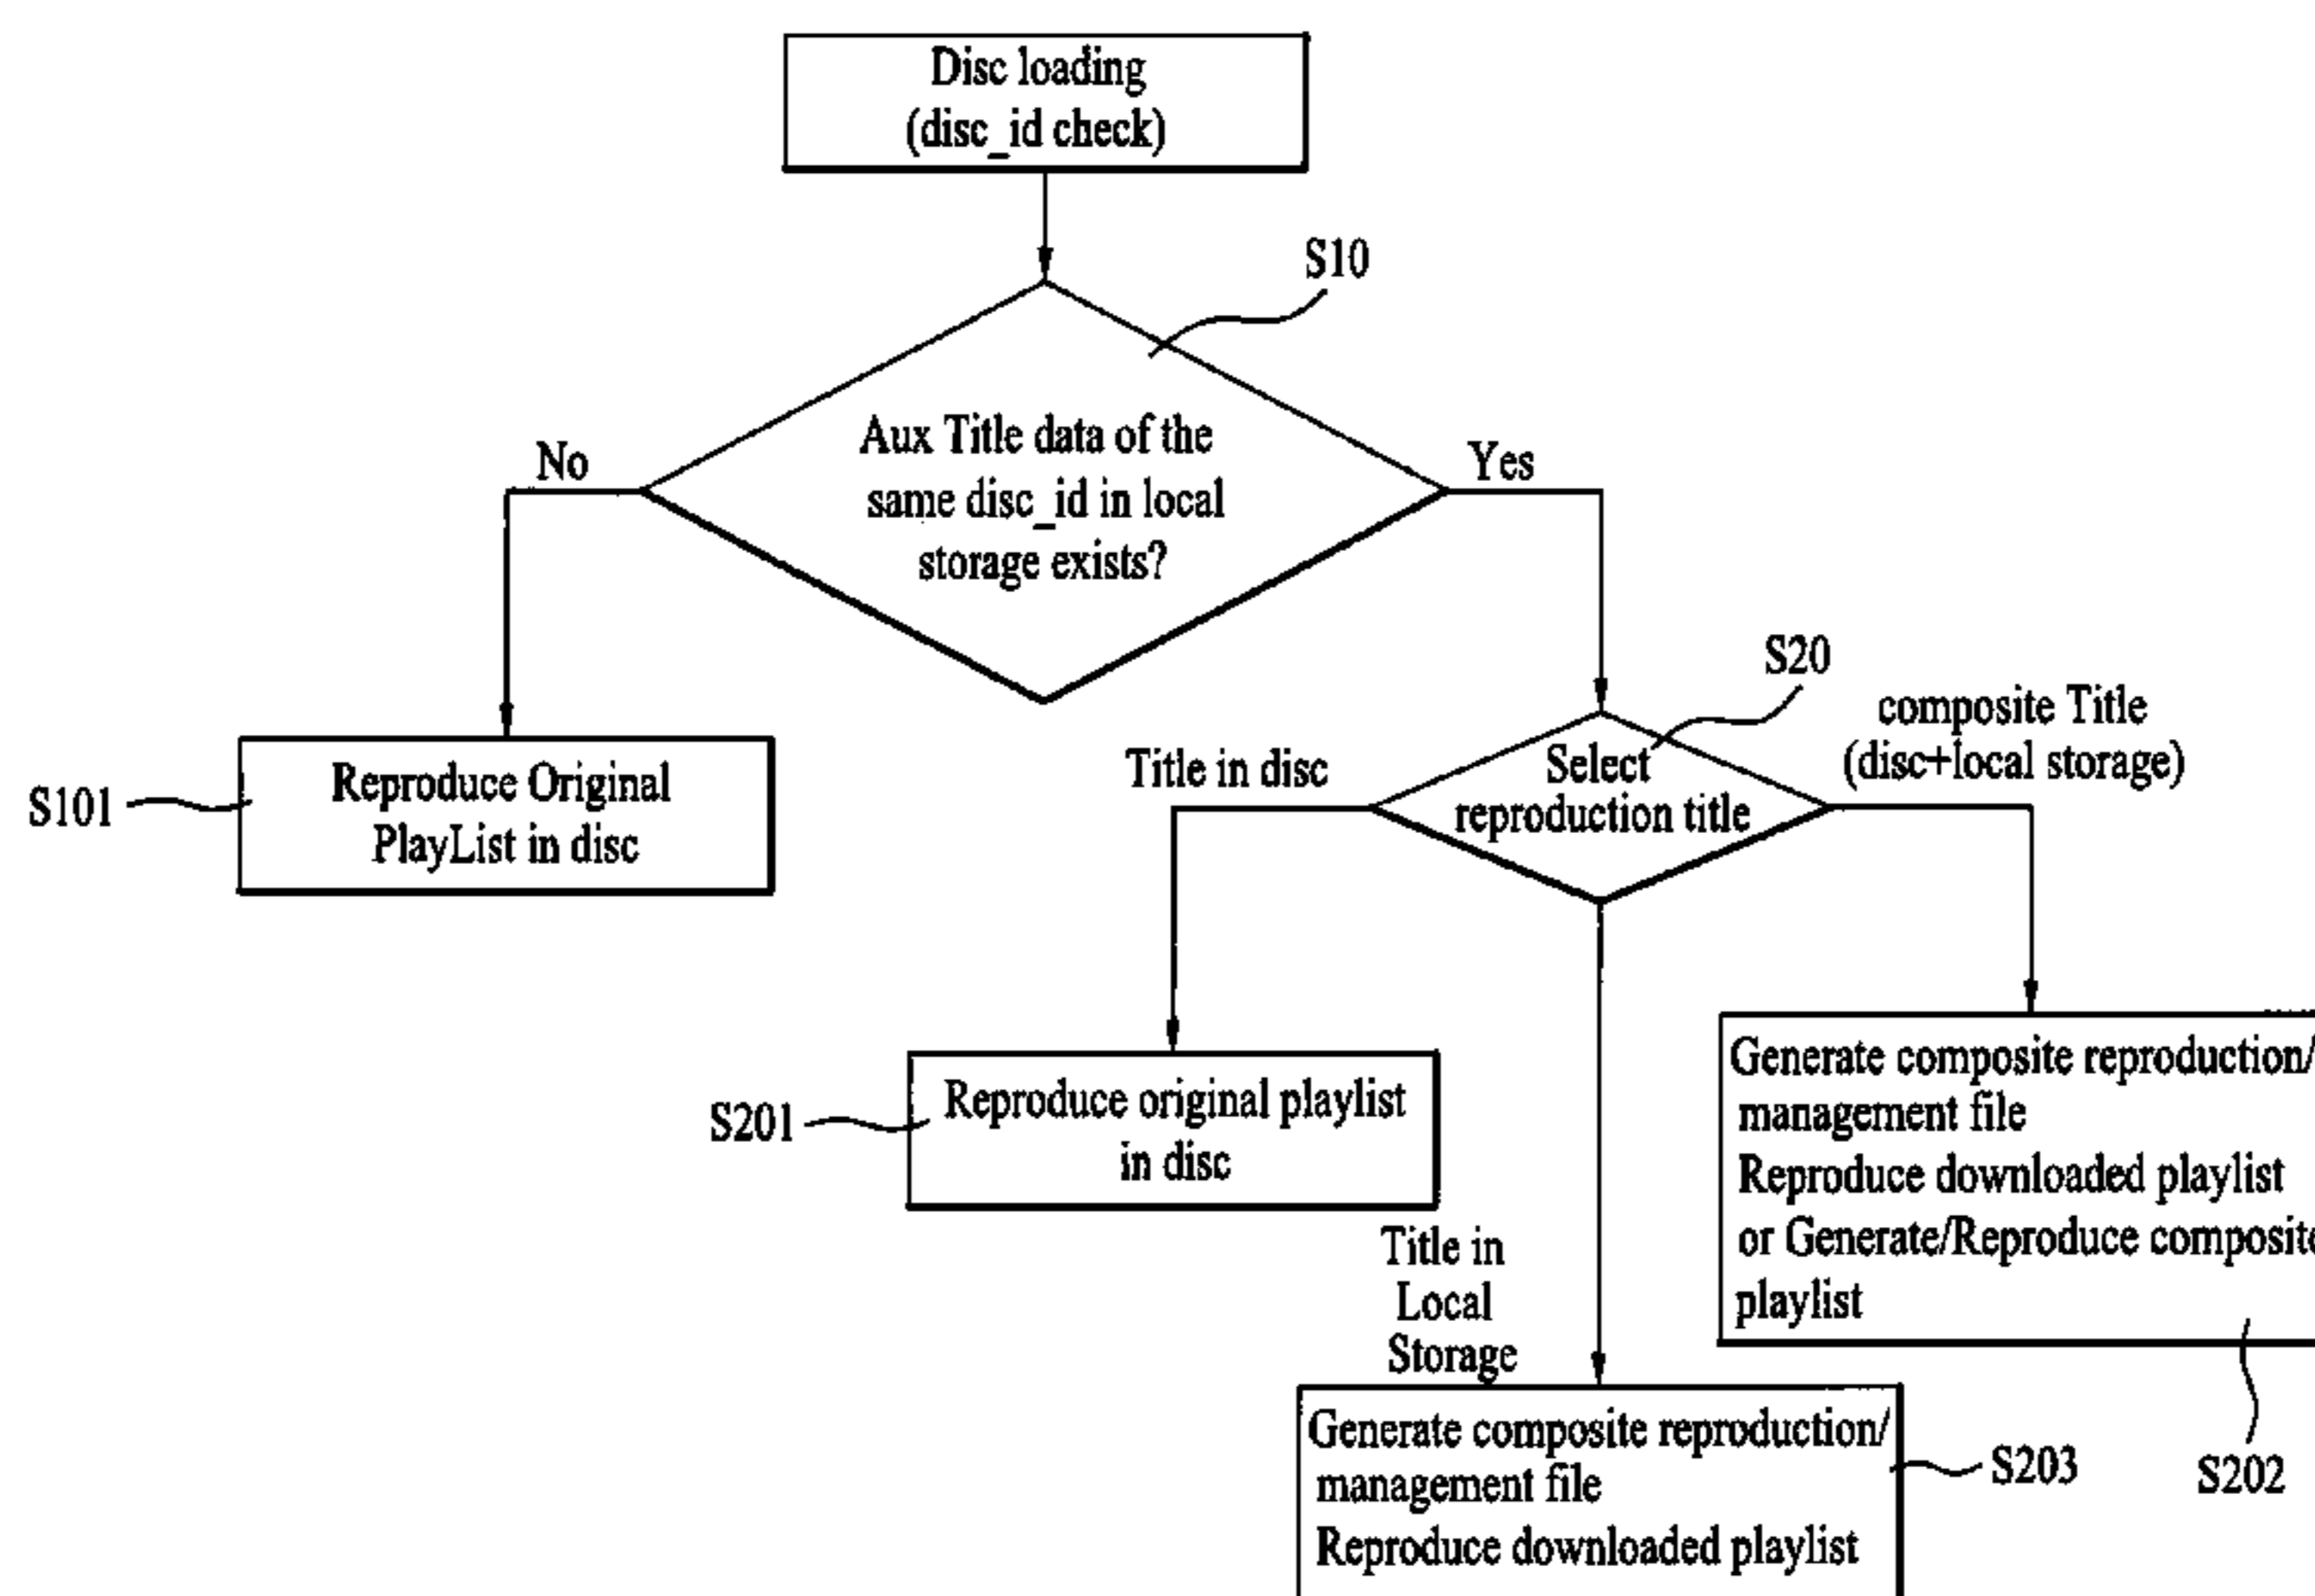 Disc loading
(disc_id check)
S10
Aux Title data of the
same disc_id in local
storage exists?
No
Yes
S20
composite Title
(disc+local storage)
Title in disc
Select
reproduction title
S101
Reproduce Original
PlayList in disc
S201
Reproduce original playlist
in disc
Generate composite reproduction/
management file
Reproduce downloaded playlist
or Generate/Reproduce composite
playlist
S202
Title in
Local
Storage
Generate composite reproduction/
management file
Reproduce downloaded playlist
S203